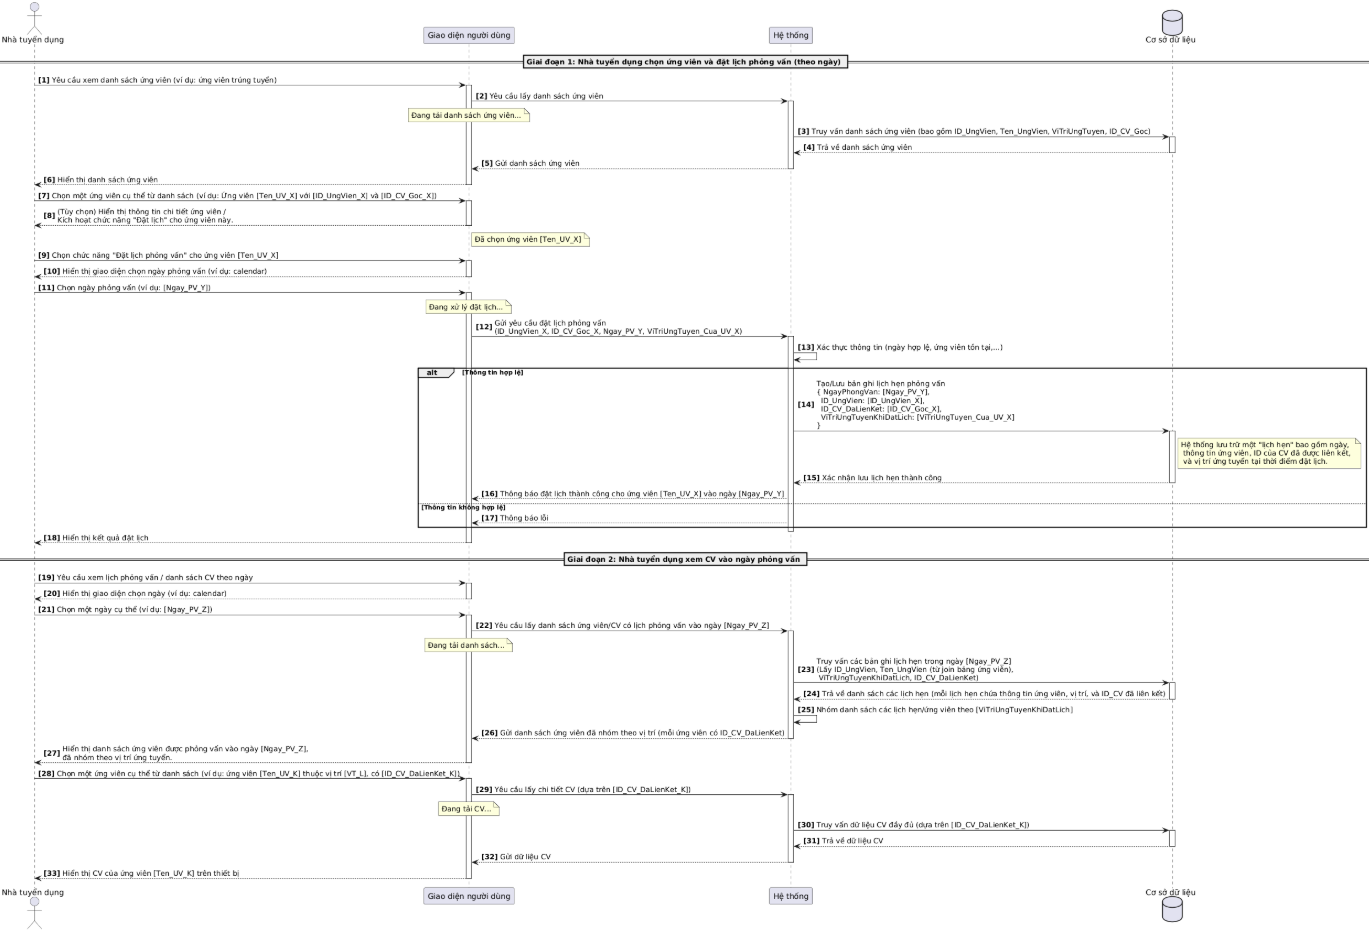 Nhà tuyển dụng
Giao diện người dùng
Hệ thống
Cơ sở dữ liệu
Giai đoạn 1: Nhà tuyển dụng chọn ứng viên và đặt lịch phỏng vấn (theo ngày)
[1] Yêu cầu xem danh sách ứng viên (ví dụ: ứng viên trúng tuyển)
[2] Yêu cầu lấy danh sách ứng viên
Đang tải danh sách ứng viên...
[3] Truy vấn danh sách ứng viên (bao gồm ID_UngVien, Ten_UngVien, ViTriUngTuyen, ID_CV_Goc)
[4] Trả về danh sách ứng viên
[5] Gửi danh sách ứng viên
[6] Hiển thị danh sách ứng viên
[7] Chọn một ứng viên cụ thể từ danh sách (ví dụ: Ứng viên [Ten_UV_X] với [ID_UngVien_X] và [ID_CV_Goc_X])
[8] (Tùy chọn) Hiển thị thông tin chi tiết ứng viên /
Kích hoạt chức năng "Đặt lịch" cho ứng viên này.
Đã chọn ứng viên [Ten_UV_X]
[9] Chọn chức năng "Đặt lịch phỏng vấn" cho ứng viên [Ten_UV_X]
[10] Hiển thị giao diện chọn ngày phỏng vấn (ví dụ: calendar)
[11] Chọn ngày phỏng vấn (ví dụ: [Ngay_PV_Y])
Đang xử lý đặt lịch...
[12] Gửi yêu cầu đặt lịch phỏng vấn
(ID_UngVien_X, ID_CV_Goc_X, Ngay_PV_Y, ViTriUngTuyen_Cua_UV_X)
[13] Xác thực thông tin (ngày hợp lệ, ứng viên tồn tại,...)
alt [Thông tin hợp lệ]
[14] Tạo/Lưu bản ghi lịch hẹn phỏng vấn
{ NgayPhongVan: [Ngay_PV_Y],
ID_UngVien: [ID_UngVien_X],
ID_CV_DaLienKet: [ID_CV_Goc_X],
ViTriUngTuyenKhiDatLich: [ViTriUngTuyen_Cua_UV_X]
}
Hệ thống lưu trữ một "lịch hẹn" bao gồm ngày,
thông tin ứng viên, ID của CV đã được liên kết,
và vị trí ứng tuyển tại thời điểm đặt lịch.
[15] Xác nhận lưu lịch hẹn thành công
[16] Thông báo đặt lịch thành công cho ứng viên [Ten_UV_X] vào ngày [Ngay_PV_Y]
[Thông tin không hợp lệ]
[17] Thông báo lỗi
[18] Hiển thị kết quả đặt lịch
Giai đoạn 2: Nhà tuyển dụng xem CV vào ngày phỏng vấn
[19] Yêu cầu xem lịch phỏng vấn / danh sách CV theo ngày
[20] Hiển thị giao diện chọn ngày (ví dụ: calendar)
[21] Chọn một ngày cụ thể (ví dụ: [Ngay_PV_Z])
[22] Yêu cầu lấy danh sách ứng viên/CV có lịch phỏng vấn vào ngày [Ngay_PV_Z]
Đang tải danh sách...
[23] Truy vấn các bản ghi lịch hẹn trong ngày [Ngay_PV_Z]
(Lấy ID_UngVien, Ten_UngVien (từ join bảng ứng viên),
ViTriUngTuyenKhiDatLich, ID_CV_DaLienKet)
[24] Trả về danh sách các lịch hẹn (mỗi lịch hẹn chứa thông tin ứng viên, vị trí, và ID_CV đã liên kết)
[25] Nhóm danh sách các lịch hẹn/ứng viên theo [ViTriUngTuyenKhiDatLich]
[26] Gửi danh sách ứng viên đã nhóm theo vị trí (mỗi ứng viên có ID_CV_DaLienKet)
[27] Hiển thị danh sách ứng viên được phỏng vấn vào ngày [Ngay_PV_Z],
đã nhóm theo vị trí ứng tuyển.
[28] Chọn một ứng viên cụ thể từ danh sách (ví dụ: ứng viên [Ten_UV_K] thuộc vị trí [VT_L], có [ID_CV_DaLienKet_K])
[29] Yêu cầu lấy chi tiết CV (dựa trên [ID_CV_DaLienKet_K])
Đang tải CV...
[30] Truy vấn dữ liệu CV đầy đủ (dựa trên [ID_CV_DaLienKet_K])
[31] Trả về dữ liệu CV
[32] Gửi dữ liệu CV
[33] Hiển thị CV của ứng viên [Ten_UV_K] trên thiết bị
Nhà tuyển dụng
Giao diện người dùng
Hệ thống
Cơ sở dữ liệu